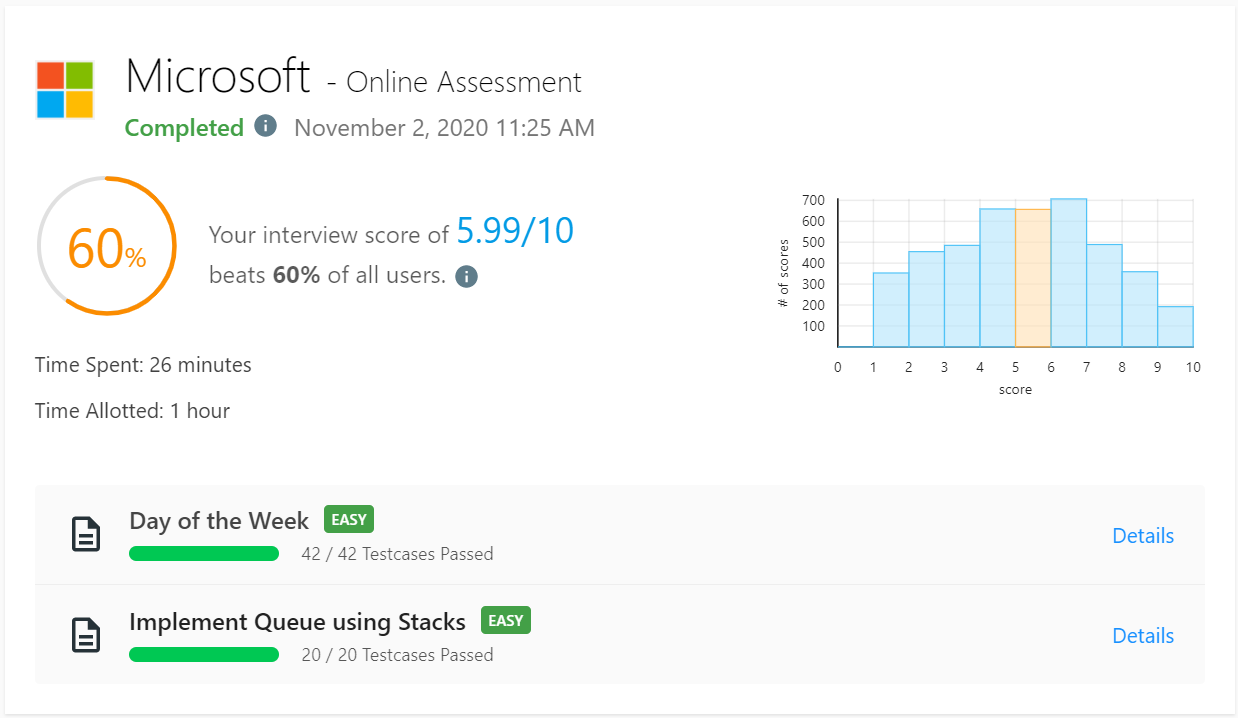 Microsoft - Online Assessment
Completed i November 2, 2020 11:25 AM
60%
Your interview score of 5.99/10
beats 60% of all users. i
Time Spent: 26 minutes
Time Allotted: 1 hour
# of scores
700
600
500
400
300
200
100
0 1 2 3 4 5 6 7 8 9 10
score
Day of the Week EASY
42 / 42 Testcases Passed
Details
Implement Queue using Stacks EASY
20 / 20 Testcases Passed
Details